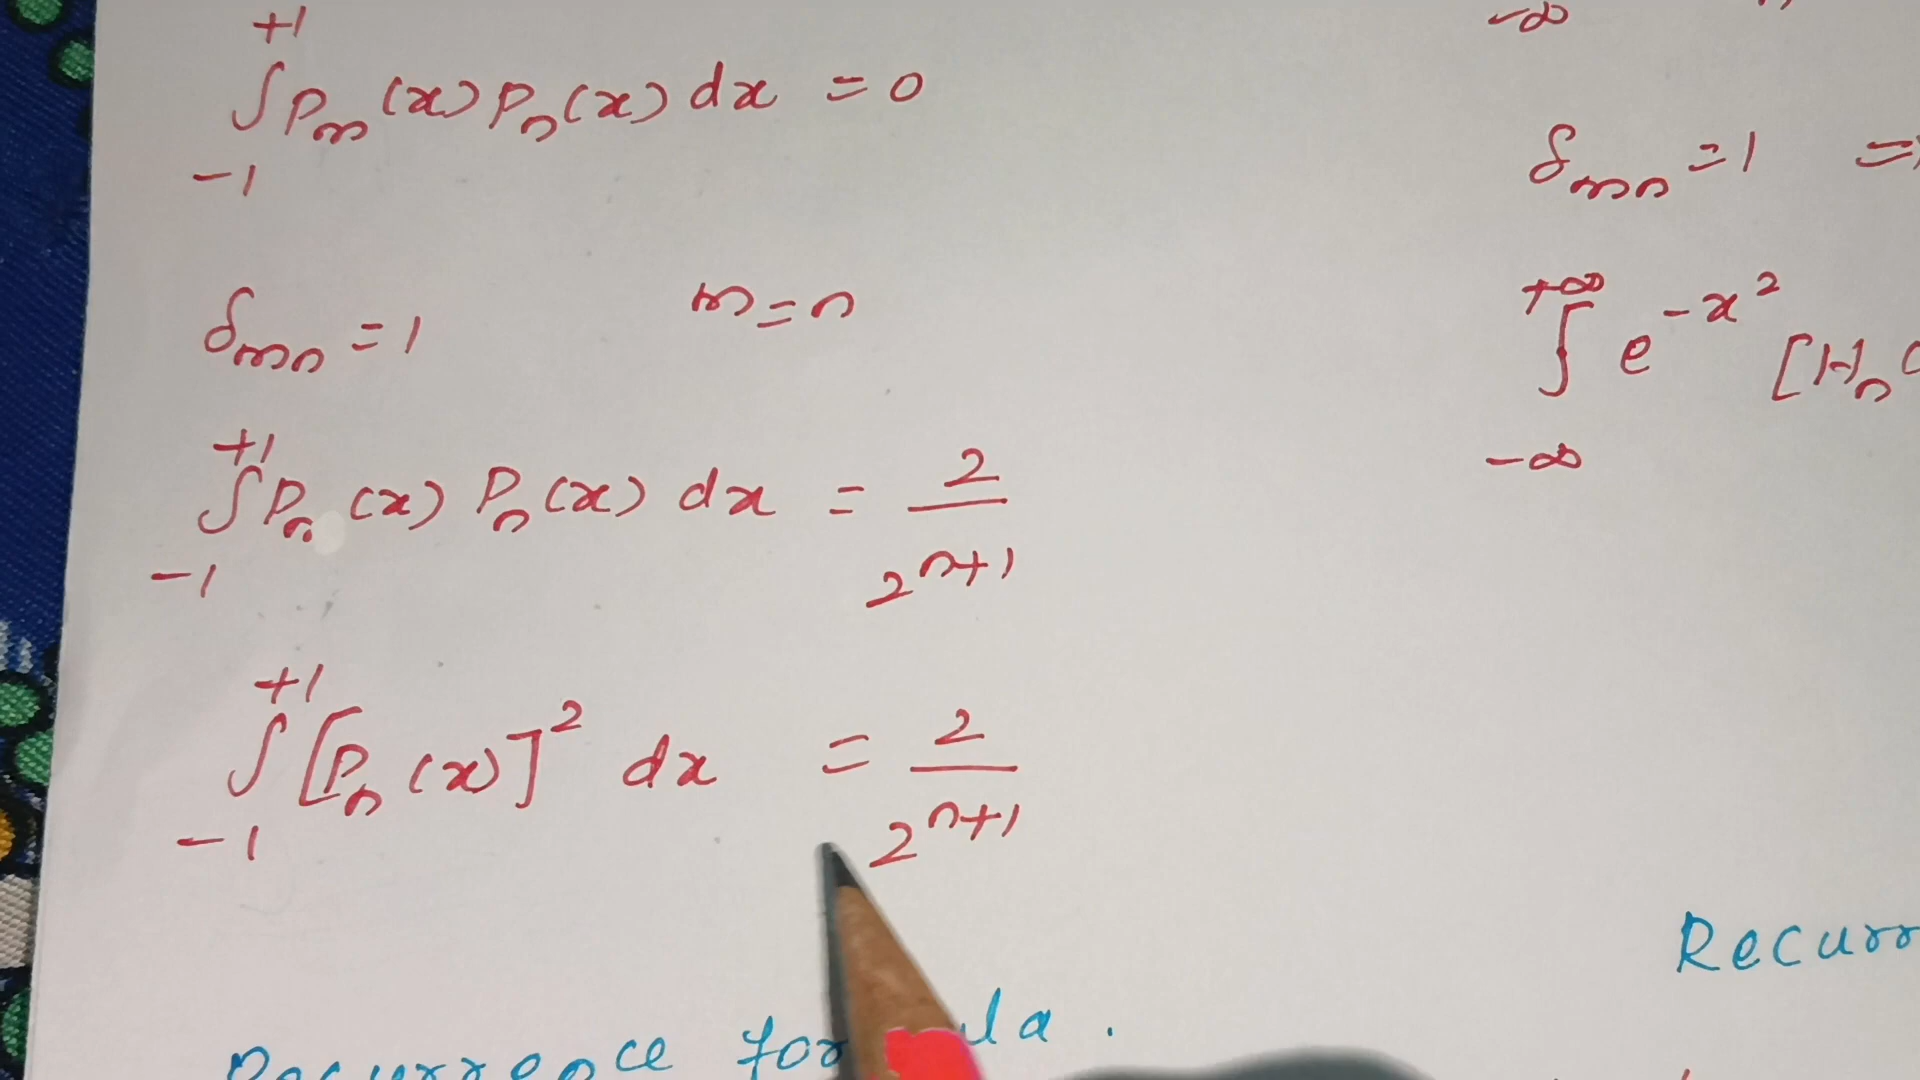 +1
∫ Pₘ(x) Pₙ(x) dx = 0
-1
δₘₙ = 1 m = n
+1
∫ Pₙ(x) Pₙ(x) dx = 2 / 2ⁿ⁺¹
-1
+1
∫ [Pₙ(x)]² dx = 2 / 2ⁿ⁺¹
-1
Recurrence
-∞
δₘₙ = 1 =
+∞
∫ e^{-x²} [Hₙ(
-∞
Recurr